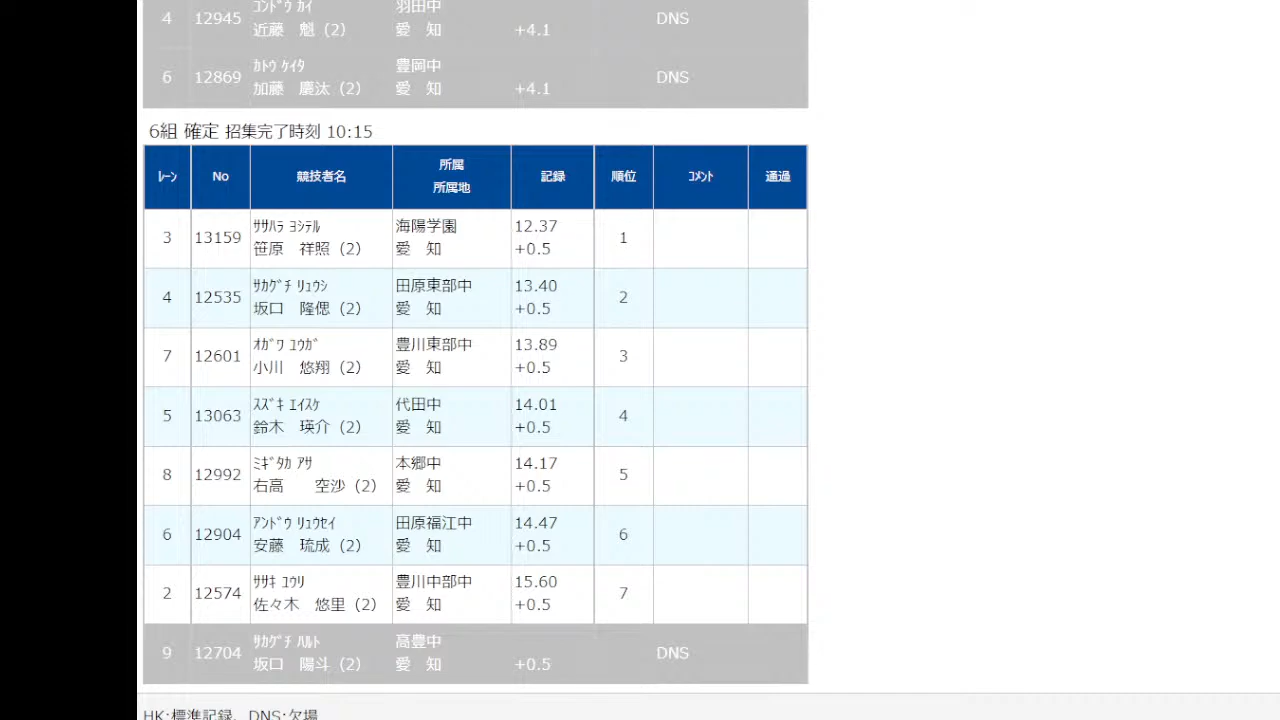 ｺﾝﾄﾞｳ ｶｲ 羽田中
4 12945 DNS
近藤　魁 (2) 愛　知 +4.1
ｶﾄｳ ｹｲﾀ 豊岡中
6 12869 DNS
加藤　慶汰 (2) 愛　知 +4.1
6組 確定 招集完了時刻 10:15
ﾚｰﾝ No 競技者名 所属 記録 順位 ｺﾒﾝﾄ 通過
所属地
ｻｻﾊﾗ ﾖｼﾃﾙ 海陽学園 12.37
3 13159 1
笹原　祥照 (2) 愛　知 +0.5
ｻｶｸﾞﾁ ﾘｭｳｼ 田原東部中 13.40
4 12535 2
坂口　隆偲 (2) 愛　知 +0.5
ｵｶﾞﾜ ﾕｳｶﾞ 豊川東部中 13.89
7 12601 3
小川　悠翔 (2) 愛　知 +0.5
ｽｽﾞｷ ｴｲｽｹ 代田中 14.01
5 13063 4
鈴木　瑛介 (2) 愛　知 +0.5
ﾐｷﾞﾀｶ ｱｻ 本郷中 14.17
8 12992 5
右高　　空沙 (2) 愛　知 +0.5
ｱﾝﾄﾞｳ ﾘｭｳｾｲ 田原福江中 14.47
6 12904 6
安藤　琉成 (2) 愛　知 +0.5
ｻｻｷ ﾕｳﾘ 豊川中部中 15.60
2 12574 7
佐々木　悠里 (2) 愛　知 +0.5
ｻｶｸﾞﾁ ﾊﾙﾄ 高豊中
9 12704 DNS
坂口　陽斗 (2) 愛　知 +0.5
HK:標準記録, DNS:欠場